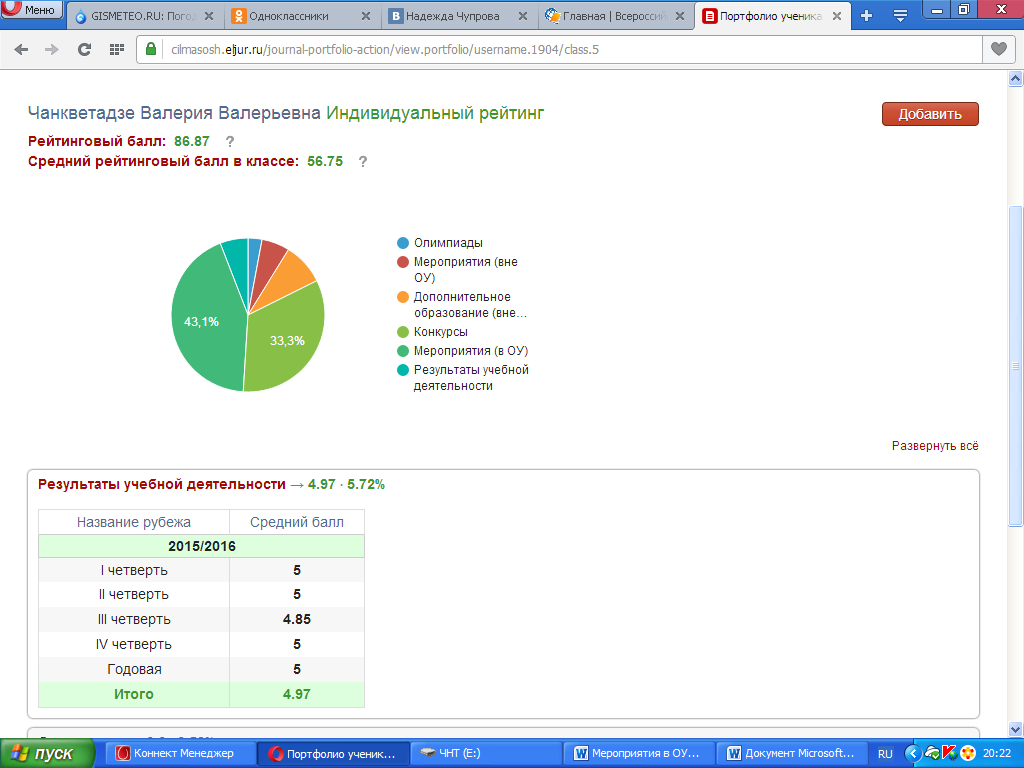 Меню
GISMETEO.RU: Погод
Одноклассники
Надежда Чупрова
Главная | Всероссий
Портфолио ученика
cilmasosh.eljur.ru/journal-portfolio-action/view.portfolio/username.1904/class.5
Чанкветадзе Валерия Валерьевна Индивидуальный рейтинг
Добавить
Рейтинговый балл: 86.87 ?
Средний рейтинговый балл в классе: 56.75 ?
43,1%
33,3%
Олимпиады
Мероприятия (вне
ОУ)
Дополнительное
образование (вне...
Конкурсы
Мероприятия (в ОУ)
Результаты учебной
деятельности
Развернуть всё
Результаты учебной деятельности → 4.97 · 5.72%
Название рубежа Средний балл
2015/2016
I четверть 5
II четверть 5
III четверть 4.85
IV четверть 5
Годовая 5
Итого 4.97
пуск
Коннект Менеджер
Портфолио ученик...
ЧНТ (E:)
Мероприятия в ОУ...
Документ Microsoft...
RU
20:22